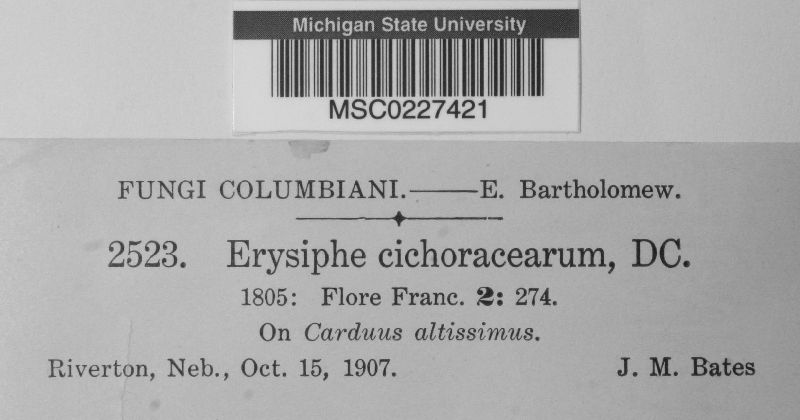 Michigan State University
MSC0227421
FUNGI COLUMBIANI.——E. Bartholomew.
2523. Erysiphe cichoracearum, DC.
1805: Flore Franc. 2: 274.
On Carduus altissimus.
Riverton, Neb., Oct. 15, 1907. J. M. Bates